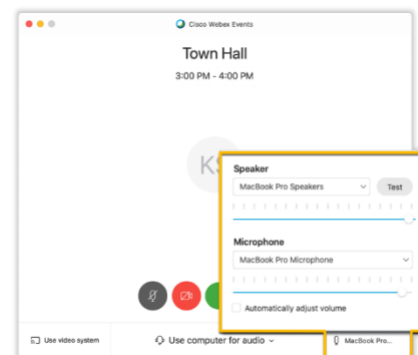 Cisco Webex Events
Town Hall
3:00 PM - 4:00 PM
Speaker
MacBook Pro Speakers
Test
Microphone
MacBook Pro Microphone
Automatically adjust volume
Use video system
Use computer for audio
MacBook Pro...